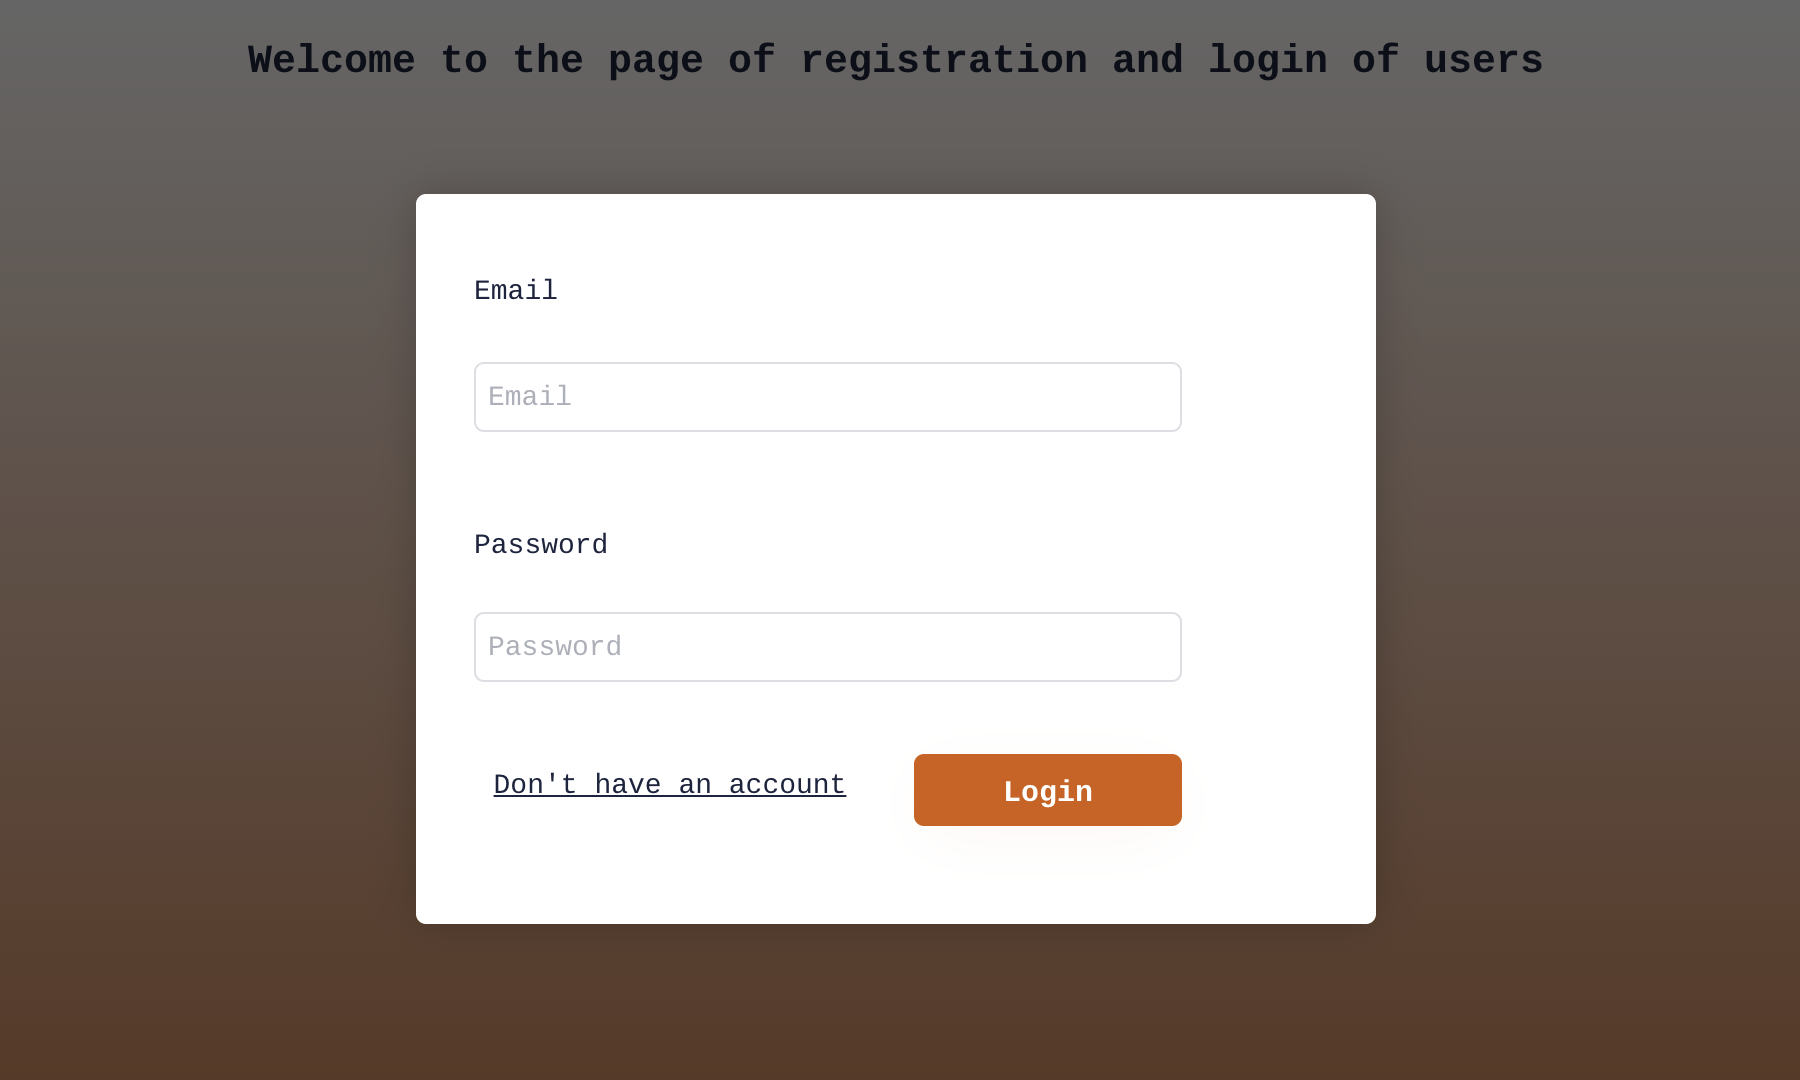 Welcome to the page of registration and login of users
Email
Email
Password
Password
Don't have an account
Login